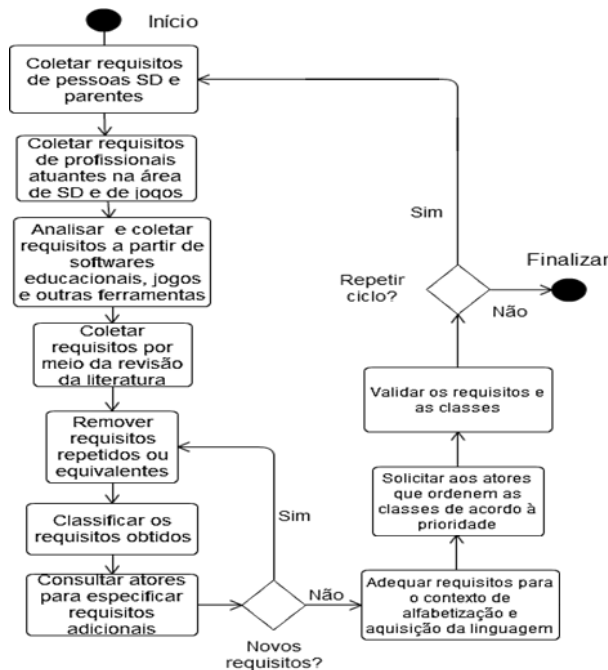 Início
Coletar requisitos
de pessoas SD e
parentes
Coletar requisitos
de profissionais
atuantes na área
de SD e de jogos
Analisar e coletar
requisitos a partir de
softwares
educacionais, jogos
e outras ferramentas
Coletar
requisitos por
meio da revisão
da literatura
Remover
requisitos
repetidos ou
equivalentes
Classificar os
requisitos obtidos
Consultar atores
para especificar
requisitos
adicionais
Novos
requisitos?
Sim
Não
Adequar requisitos para
o contexto de
alfabetização e
aquisição da linguagem
Solicitar aos atores
que ordenem as
classes de acordo à
prioridade
Validar os requisitos e
as classes
Repetir
ciclo?
Sim
Não
Finalizar